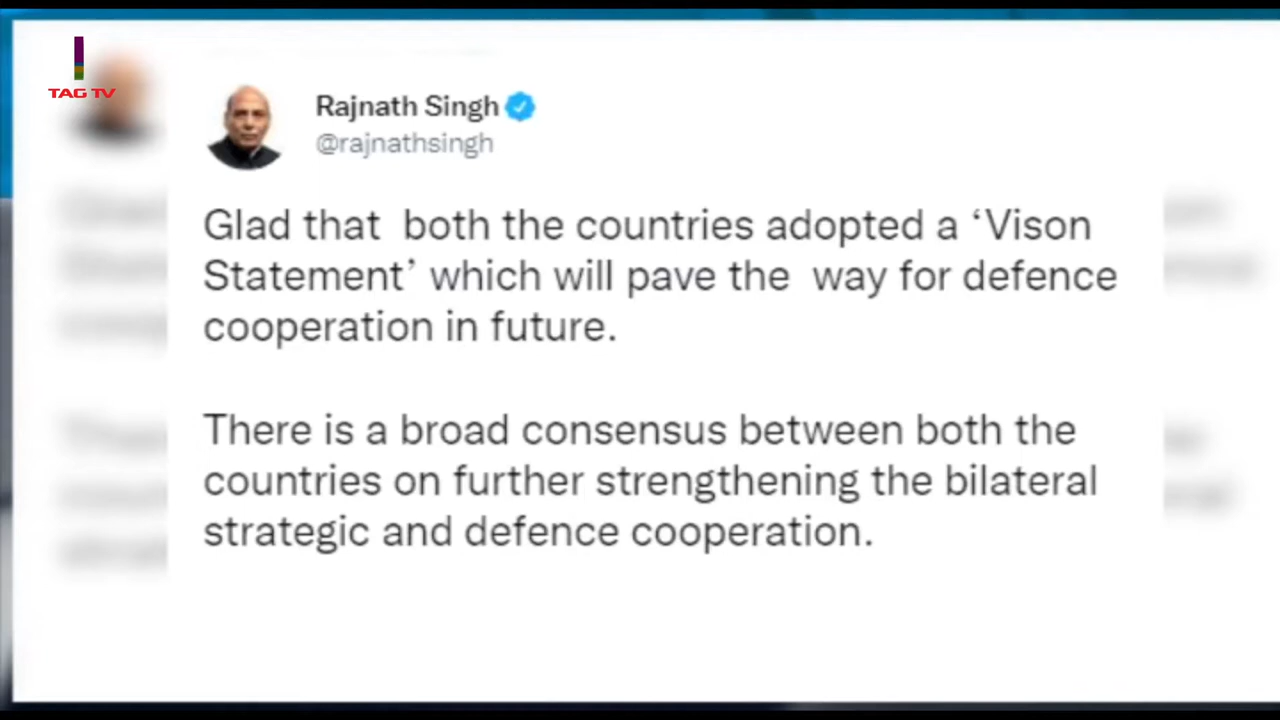 TAG TV
Rajnath Singh
@rajnathsingh
Glad that both the countries adopted a ‘Vison
Statement’ which will pave the way for defence
cooperation in future.
There is a broad consensus between both the
countries on further strengthening the bilateral
strategic and defence cooperation.